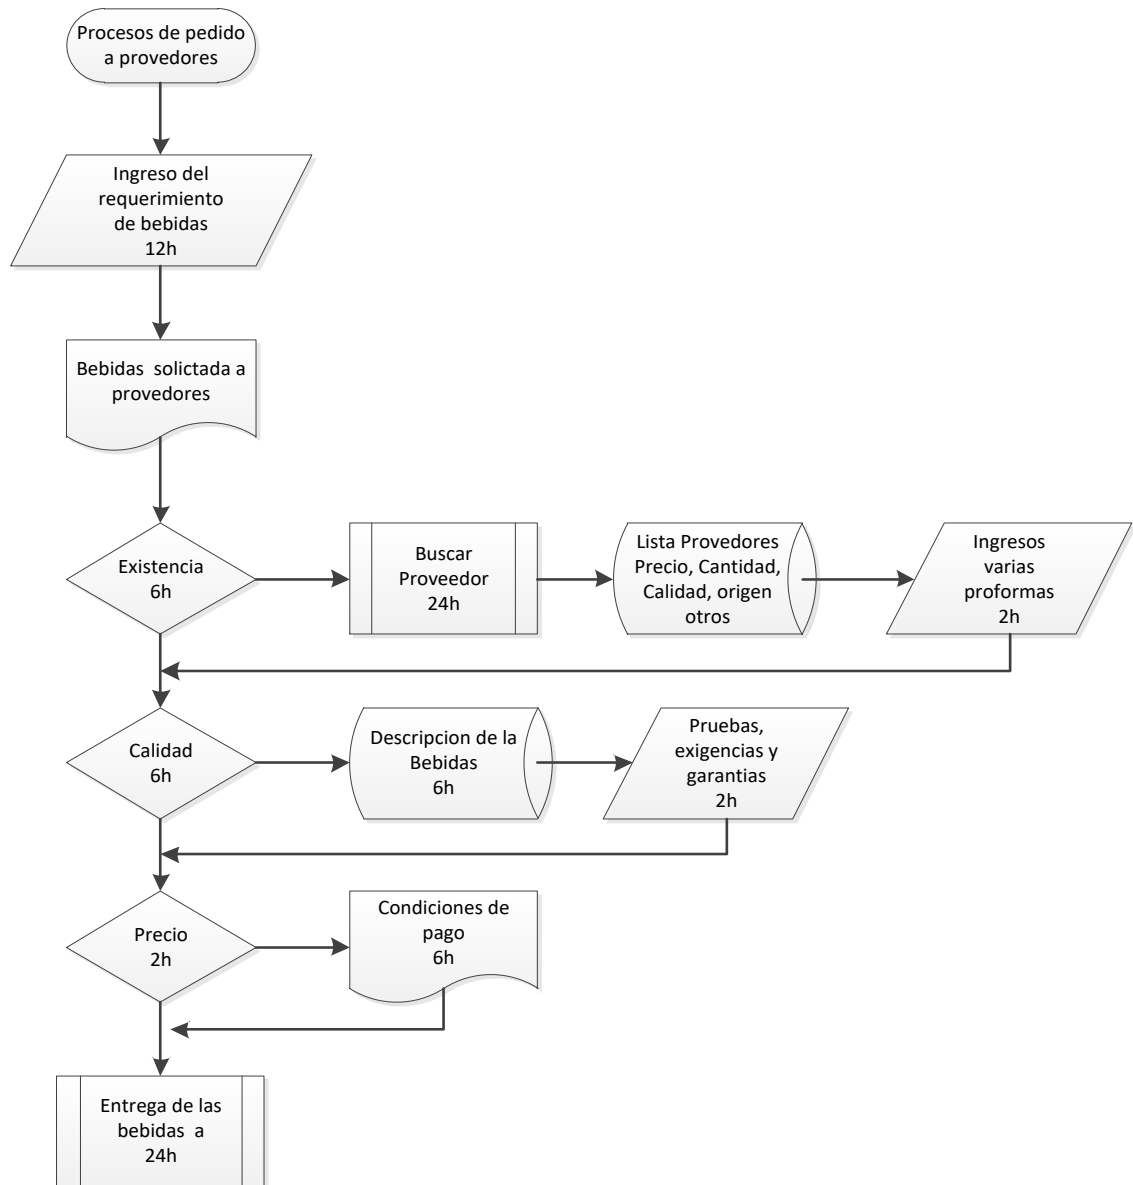 Procesos de pedido
a provedores
Ingreso del
requerimiento
de bebidas
12h
Bebidas solictada a
provedores
Existencia
6h
Buscar
Proveedor
24h
Lista Provedores
Precio, Cantidad,
Calidad, origen
otros
Ingresos
varias
proformas
2h
Calidad
6h
Descripcion de la
Bebidas
6h
Pruebas,
exigencias y
garantias
2h
Precio
2h
Condiciones de
pago
6h
Entrega de las
bebidas a
24h